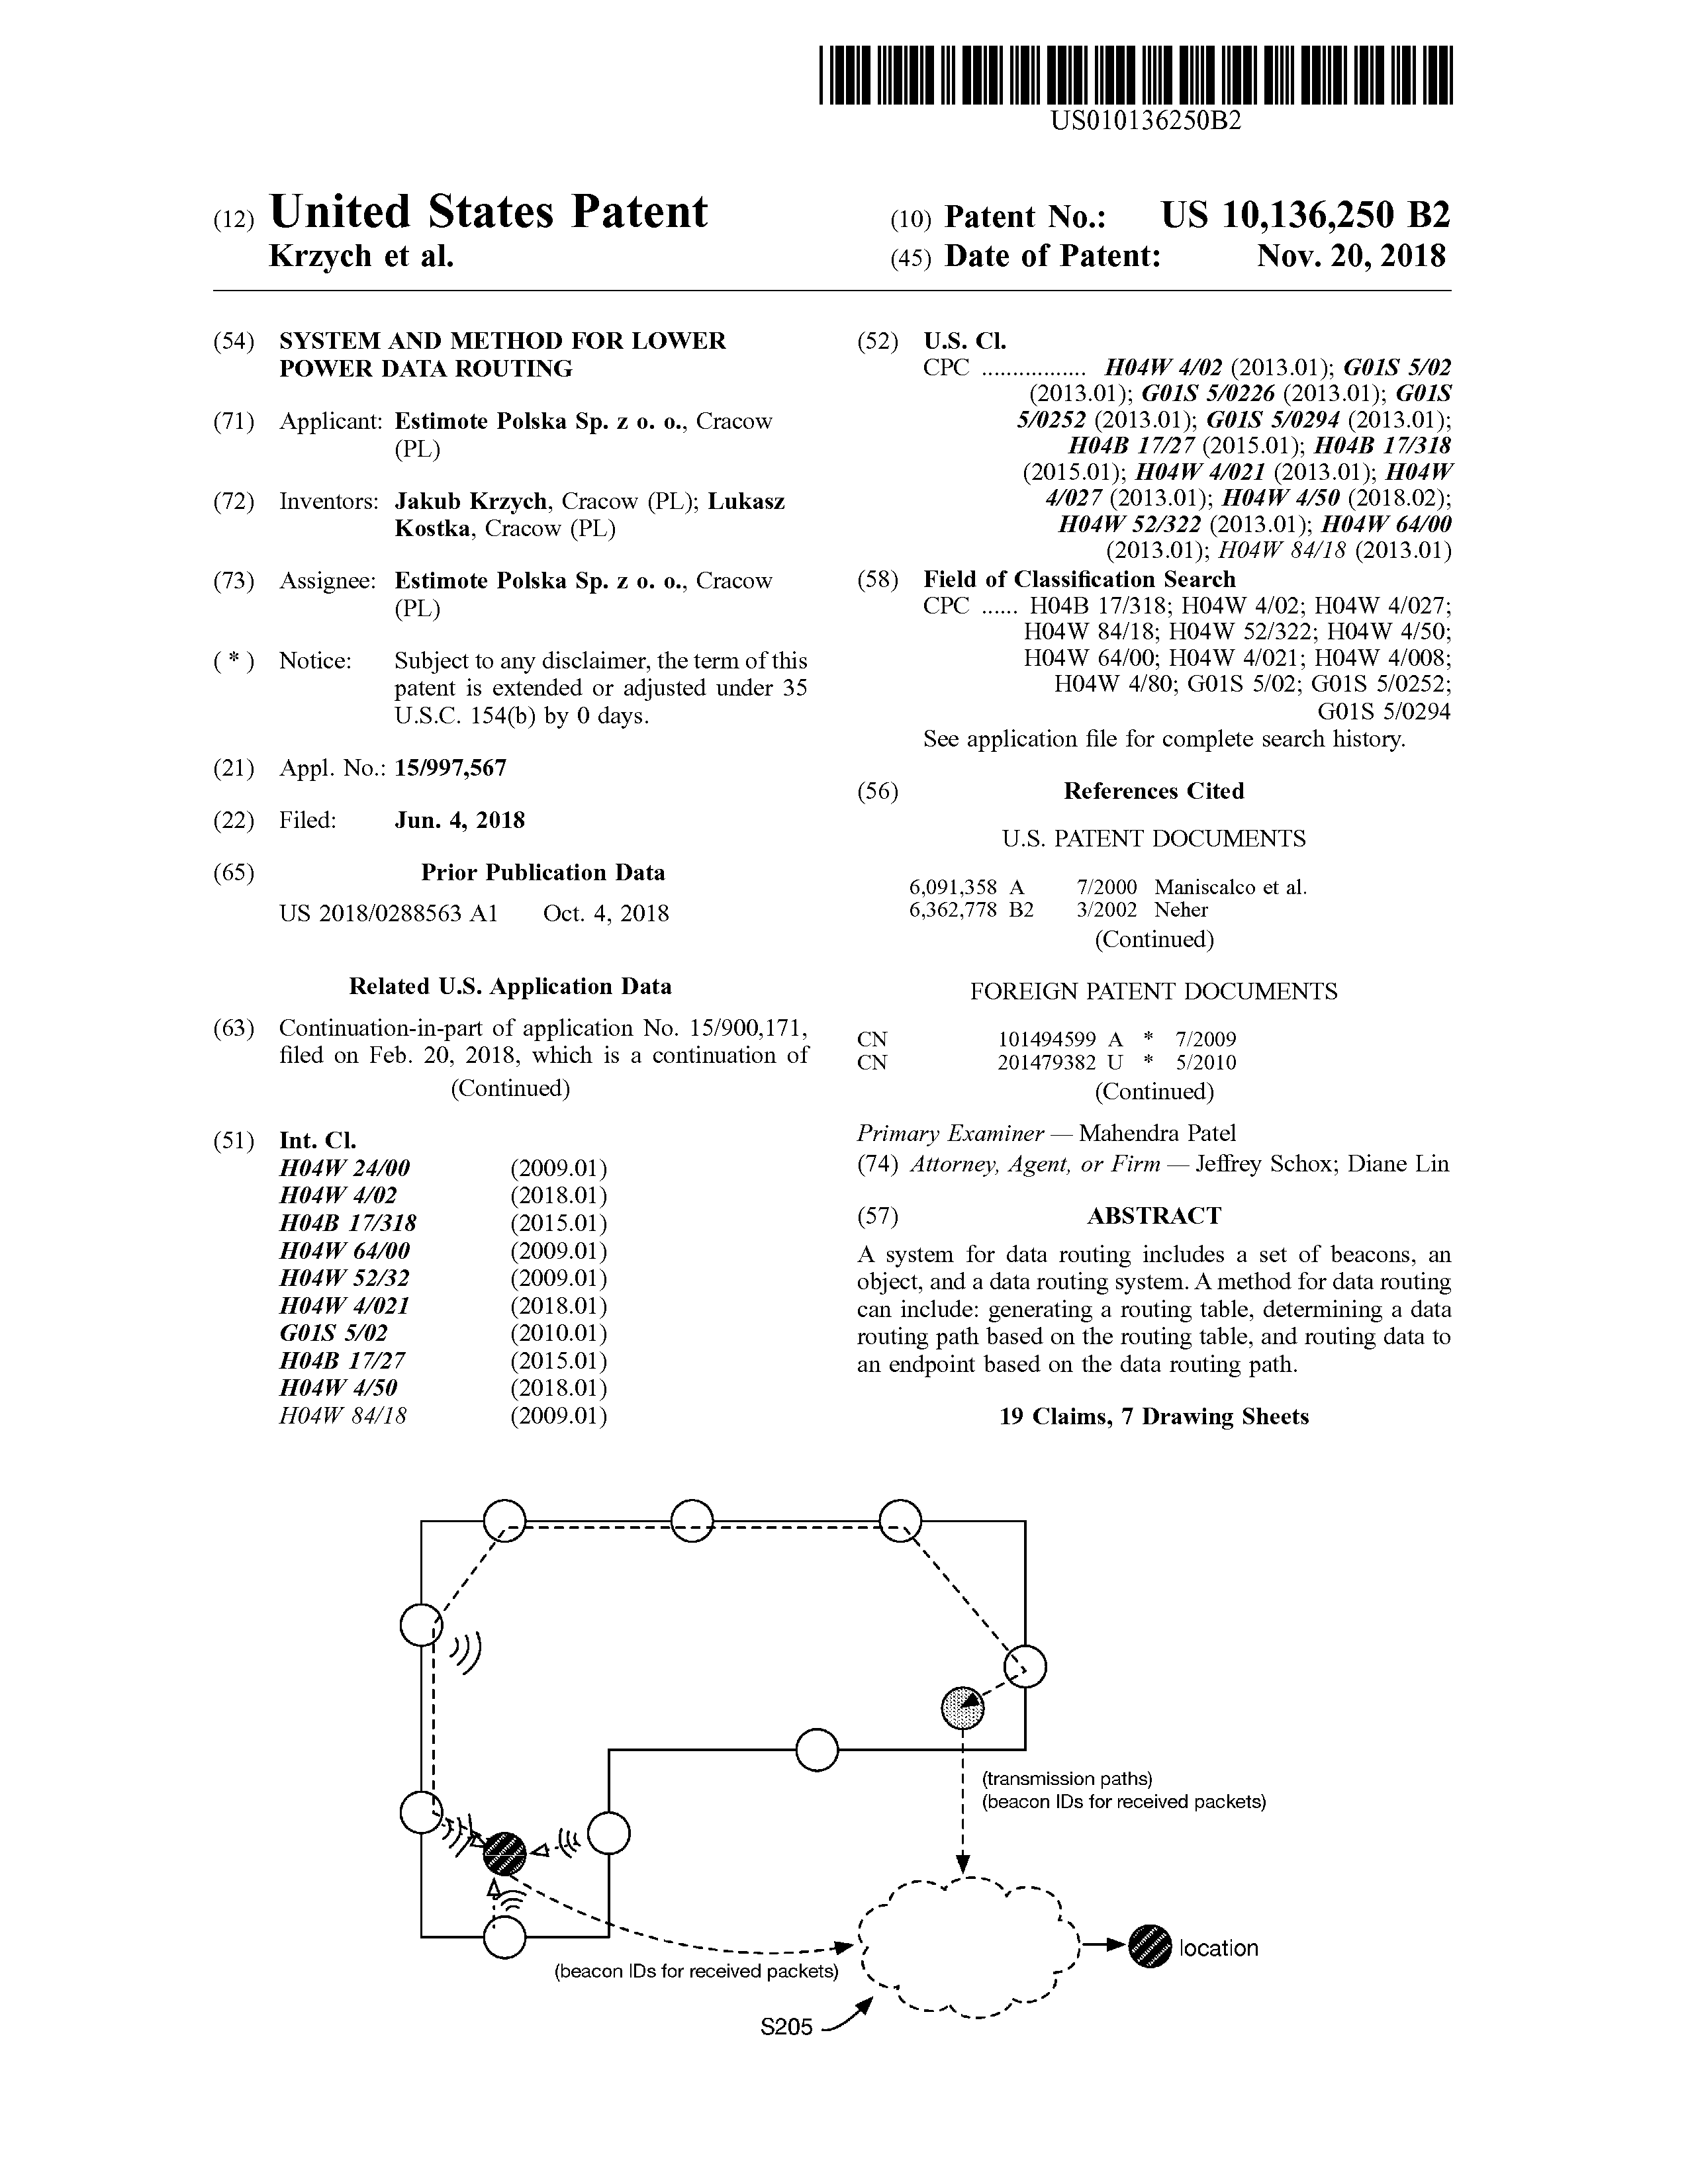 US010136250B2
(12) United States Patent
Krzych et al.
(10) Patent No.: US 10,136,250 B2
(45) Date of Patent: Nov. 20, 2018
(54) SYSTEM AND METHOD FOR LOWER
POWER DATA ROUTING
(71) Applicant: Estimote Polska Sp. z o. o., Cracow
(PL)
(72) Inventors: Jakub Krzych, Cracow (PL); Lukasz
Kostka, Cracow (PL)
(73) Assignee: Estimote Polska Sp. z o. o., Cracow
(PL)
( * ) Notice: Subject to any disclaimer, the term of this
patent is extended or adjusted under 35
U.S.C. 154(b) by 0 days.
(21) Appl. No.: 15/997,567
(22) Filed: Jun. 4, 2018
(65) Prior Publication Data
US 2018/0288563 A1 Oct. 4, 2018
Related U.S. Application Data
(63) Continuation-in-part of application No. 15/900,171,
filed on Feb. 20, 2018, which is a continuation of
(Continued)
(51) Int. Cl.
H04W 24/00 (2009.01)
H04W 4/02 (2018.01)
H04B 17/318 (2015.01)
H04W 64/00 (2009.01)
H04W 52/32 (2009.01)
H04W 4/021 (2018.01)
G01S 5/02 (2010.01)
H04B 17/27 (2015.01)
H04W 4/50 (2018.01)
H04W 84/18 (2009.01)
(52) U.S. Cl.
CPC ................ H04W 4/02 (2013.01); G01S 5/02
(2013.01); G01S 5/0226 (2013.01); G01S
5/0252 (2013.01); G01S 5/0294 (2013.01);
H04B 17/27 (2015.01); H04B 17/318
(2015.01); H04W 4/021 (2013.01); H04W
4/027 (2013.01); H04W 4/50 (2018.02);
H04W 52/322 (2013.01); H04W 64/00
(2013.01); H04W 84/18 (2013.01)
(58) Field of Classification Search
CPC ...... H04B 17/318; H04W 4/02; H04W 4/027;
H04W 84/18; H04W 52/322; H04W 4/50;
H04W 64/00; H04W 4/021; H04W 4/008;
H04W 4/80; G01S 5/02; G01S 5/0252;
G01S 5/0294
See application file for complete search history.
(56) References Cited
U.S. PATENT DOCUMENTS
6,091,358 A 7/2000 Maniscalco et al.
6,362,778 B2 3/2002 Neher
(Continued)
FOREIGN PATENT DOCUMENTS
CN 101494599 A * 7/2009
CN 201479382 U * 5/2010
(Continued)
Primary Examiner — Mahendra Patel
(74) Attorney, Agent, or Firm — Jeffrey Schox; Diane Lin
(57) ABSTRACT
A system for data routing includes a set of beacons, an
object, and a data routing system. A method for data routing
can include: generating a routing table, determining a data
routing path based on the routing table, and routing data to
an endpoint based on the data routing path.
19 Claims, 7 Drawing Sheets
(transmission paths)
(beacon IDs for received packets)
location
(beacon IDs for received packets)
S205